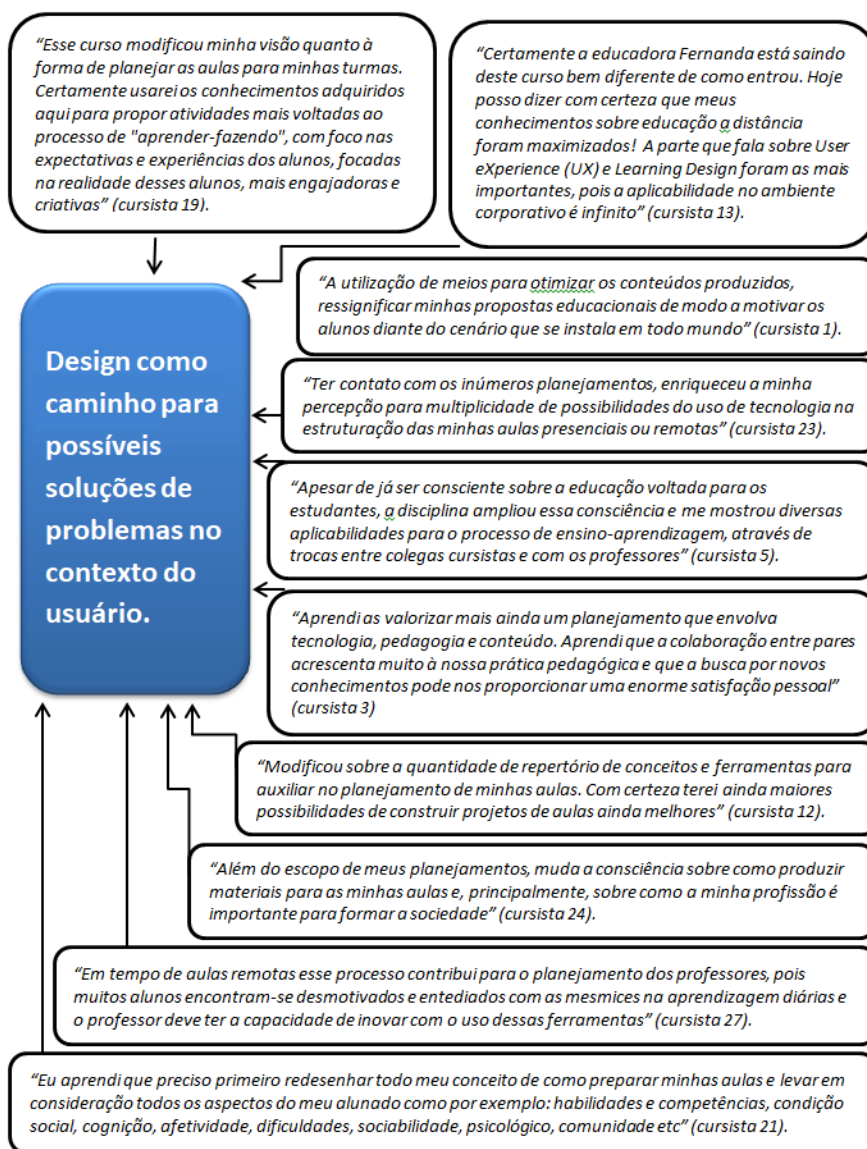 “Esse curso modificou minha visão quanto à
forma de planejar as aulas para minhas turmas.
Certamente usarei os conhecimentos adquiridos
aqui para propor atividades mais voltadas ao
processo de "aprender-fazendo", com foco nas
expectativas e experiências dos alunos, focadas
na realidade desses alunos, mais engajadoras e
criativas” (cursista 19).
“Certamente a educadora Fernanda está saindo
deste curso bem diferente de como entrou. Hoje
posso dizer com certeza que meus
conhecimentos sobre educação a distância
foram maximizados! A parte que fala sobre User
eXperience (UX) e Learning Design foram as mais
importantes, pois a aplicabilidade no ambiente
corporativo é infinito” (cursista 13).
“A utilização de meios para otimizar os conteúdos produzidos,
ressignificar minhas propostas educacionais de modo a motivar os
alunos diante do cenário que se instala em todo mundo” (cursista 1).
Design como
caminho para
possíveis
soluções de
problemas no
contexto do
usuário.
“Ter contato com os inúmeros planejamentos, enriqueceu a minha
percepção para multiplicidade de possibilidades do uso de tecnologia na
estruturação das minhas aulas presenciais ou remotas” (cursista 23).
“Apesar de já ser consciente sobre a educação voltada para os
estudantes, a disciplina ampliou essa consciência e me mostrou diversas
aplicabilidades para o processo de ensino-aprendizagem, através de
trocas entre colegas cursistas e com os professores” (cursista 5).
“Aprendi as valorizar mais ainda um planejamento que envolva
tecnologia, pedagogia e conteúdo. Aprendi que a colaboração entre pares
acrescenta muito à nossa prática pedagógica e que a busca por novos
conhecimentos pode nos proporcionar uma enorme satisfação pessoal”
(cursista 3)
“Modificou sobre a quantidade de repertório de conceitos e ferramentas para
auxiliar no planejamento de minhas aulas. Com certeza terei ainda maiores
possibilidades de construir projetos de aulas ainda melhores” (cursista 12).
“Além do escopo de meus planejamentos, muda a consciência sobre como produzir
materiais para as minhas aulas e, principalmente, sobre como a minha profissão é
importante para formar a sociedade” (cursista 24).
“Em tempo de aulas remotas esse processo contribui para o planejamento dos professores, pois
muitos alunos encontram-se desmotivados e entediados com as mesmices na aprendizagem diárias e
o professor deve ter a capacidade de inovar com o uso dessas ferramentas” (cursista 27).
“Eu aprendi que preciso primeiro redesenhar todo meu conceito de como preparar minhas aulas e levar em
consideração todos os aspectos do meu alunado como por exemplo: habilidades e competências, condição
social, cognição, afetividade, dificuldades, sociabilidade, psicológico, comunidade etc” (cursista 21).